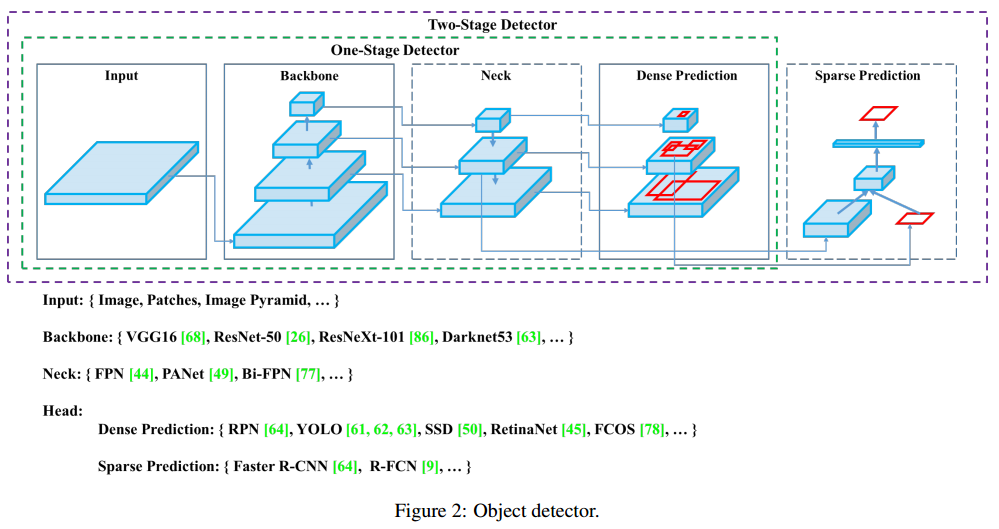 Two-Stage Detector
One-Stage Detector
Input
Backbone
Neck
Dense Prediction
Sparse Prediction
Input: { Image, Patches, Image Pyramid, … }
Backbone: { VGG16 [68], ResNet-50 [26], ResNeXt-101 [86], Darknet53 [63], … }
Neck: { FPN [44], PANet [49], Bi-FPN [77], … }
Head:
Dense Prediction: { RPN [64], YOLO [61, 62, 63], SSD [50], RetinaNet [45], FCOS [78], … }
Sparse Prediction: { Faster R-CNN [64], R-FCN [9], … }
Figure 2: Object detector.